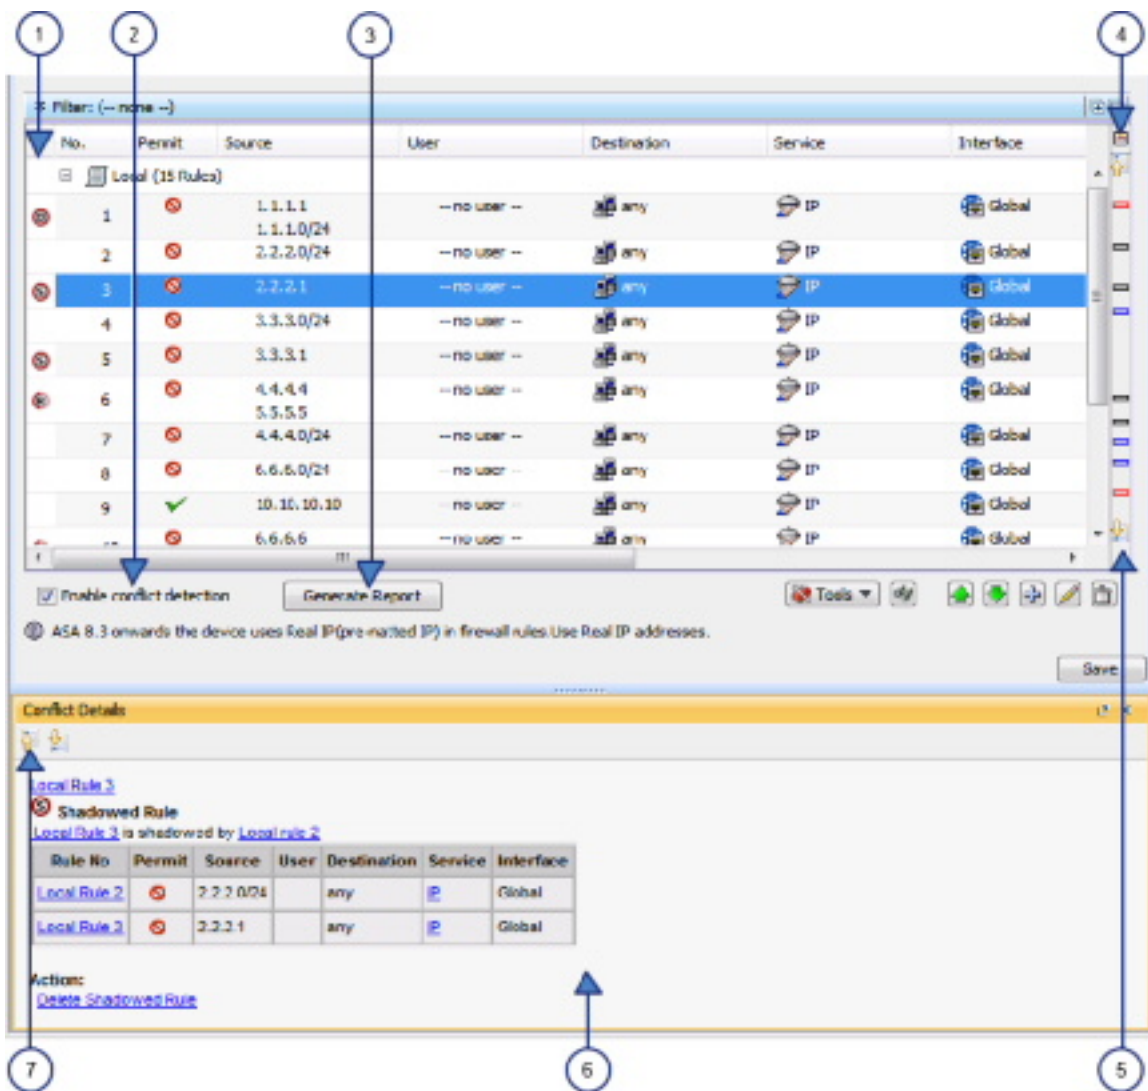 1 2 3 4
Filter: (-- none --)
No. Permit Source User Destination Service Interface
Local (15 Rules)
1 1.1.1.1 -- no user -- any IP Global
1.1.1.0/24
2 2.2.2.0/24 -- no user -- any IP Global
3 2.2.2.1 -- no user -- any IP Global
4 3.3.3.0/24 -- no user -- any IP Global
5 3.3.3.1 -- no user -- any IP Global
6 4.4.4.4 -- no user -- any IP Global
5.5.5.5
7 4.4.4.0/24 -- no user -- any IP Global
8 6.6.6.0/24 -- no user -- any IP Global
9 10.10.10.10 -- no user -- any IP Global
6.6.6.6 -- no user -- any IP Global
Enable conflict detection Generate Report Tools
ASA 8.3 onwards the device uses Real IP(pre-natted IP) in firewall rules.Use Real IP addresses.
Save
Conflict Details
Local Rule 3
Shadowed Rule
Local Rule 3 is shadowed by Local rule 2
Rule No Permit Source User Destination Service Interface
Local Rule 2 2.2.2.0/24 any IP Global
Local Rule 3 2.2.2.1 any IP Global
Action:
Delete Shadowed Rule
7 6 5